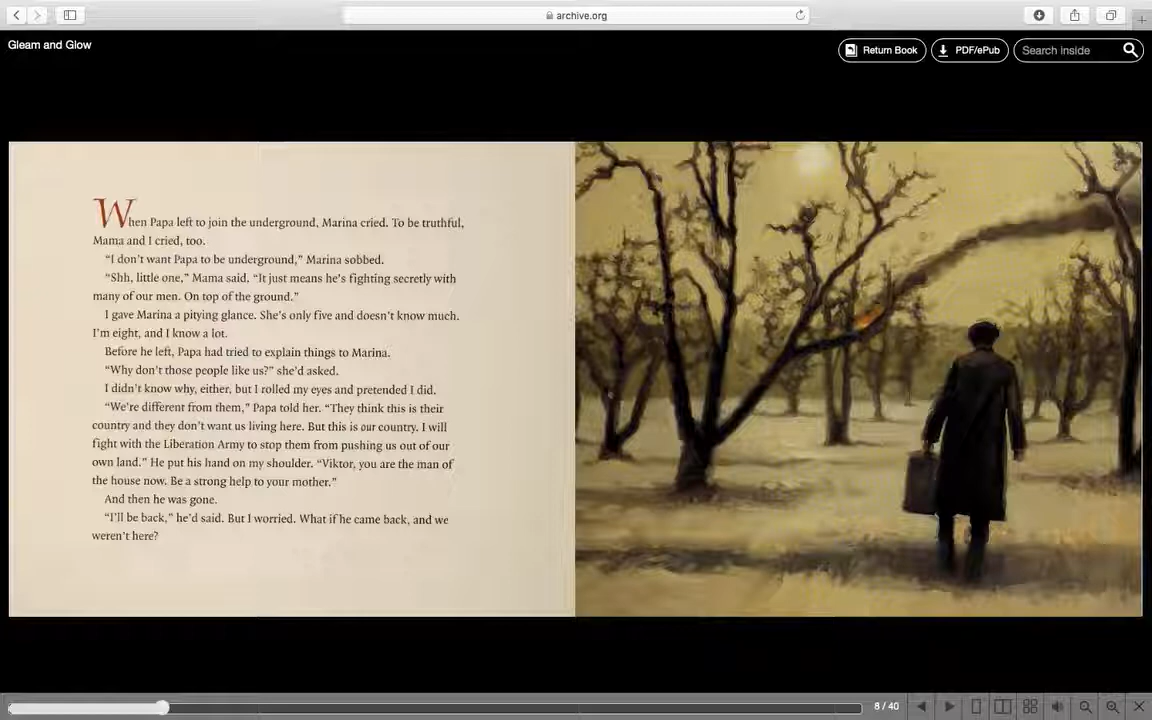 archive.org
Gleam and Glow
Return Book
PDF/ePub
Search inside
When Papa left to join the underground, Marina cried. To be truthful,
Mama and I cried, too.
“I don’t want Papa to be underground,” Marina sobbed.
“Shh, little one,” Mama said. “It just means he’s fighting secretly with
many of our men. On top of the ground.”
I gave Marina a pitying glance. She’s only five and doesn’t know much.
I’m eight, and I know a lot.
Before he left, Papa had tried to explain things to Marina.
“Why don’t those people like us?” she’d asked.
I didn’t know why, either, but I rolled my eyes and pretended I did.
“We’re different from them,” Papa told her. “They think this is their
country and they don’t want us living here. But this is our country. I will
fight with the Liberation Army to stop them from pushing us out of our
own land.” He put his hand on my shoulder. “Viktor, you are the man of
the house now. Be a strong help to your mother.”
And then he was gone.
“I’ll be back,” he’d said. But I worried. What if he came back, and we
weren’t here?
8 / 40